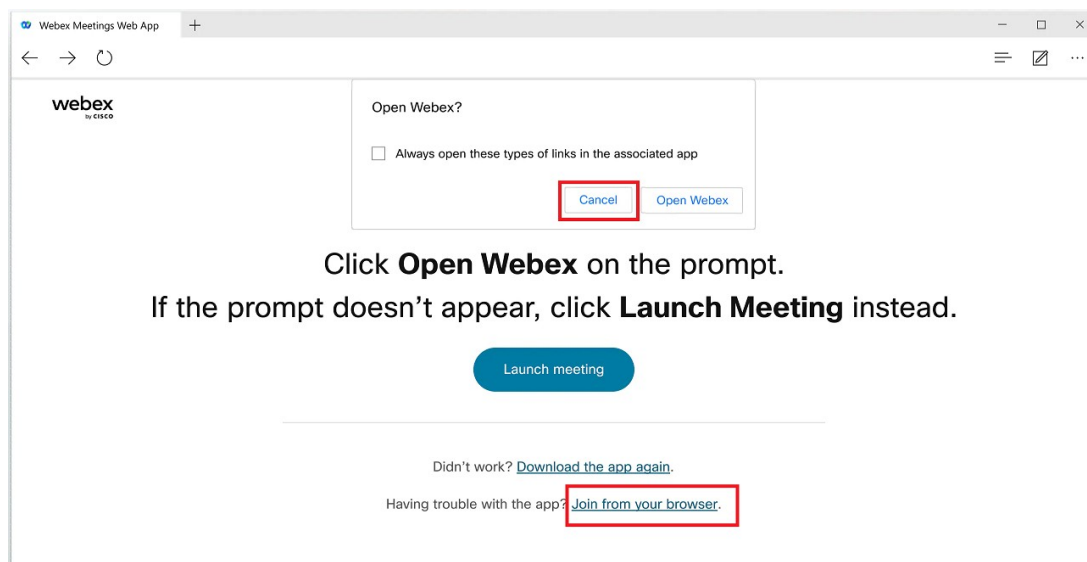 Webex Meetings Web App
webex
by CISCO
Open Webex?
Always open these types of links in the associated app
Cancel
Open Webex
Click Open Webex on the prompt.
If the prompt doesn’t appear, click Launch Meeting instead.
Launch meeting
Didn’t work? Download the app again.
Having trouble with the app? Join from your browser.